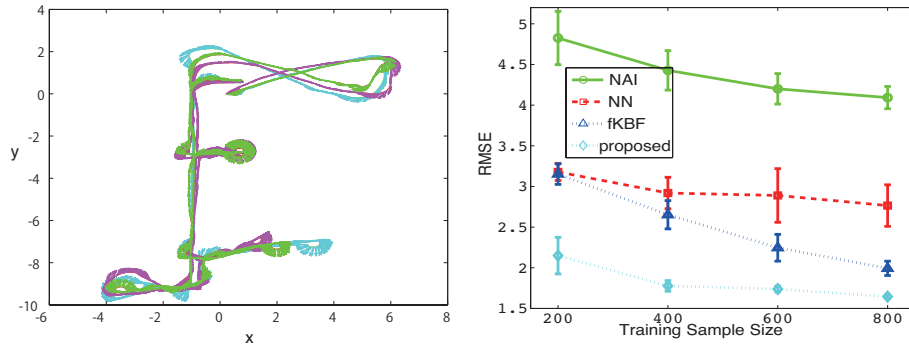 4
2
0
-2
-4
-6
-8
-10
y
-6 -4 -2 0 2 4 6 8
x
5
4.5
4
3.5
3
2.5
2
1.5
RMSE
NAI
NN
fKBF
proposed
200 400 600 800
Training Sample Size